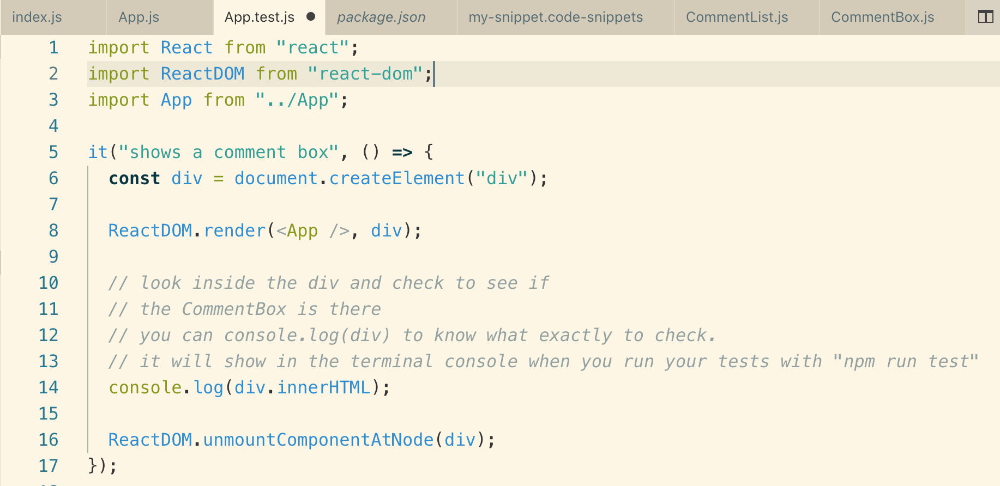 index.js App.js App.test.js package.json my-snippet.code-snippets CommentList.js CommentBox.js
1 import React from "react";
2 import ReactDOM from "react-dom";
3 import App from "../App";
4
5 it("shows a comment box", () => {
6 const div = document.createElement("div");
7
8 ReactDOM.render(<App />, div);
9
10 // look inside the div and check to see if
11 // the CommentBox is there
12 // you can console.log(div) to know what exactly to check.
13 // it will show in the terminal console when you run your tests with "npm run test"
14 console.log(div.innerHTML);
15
16 ReactDOM.unmountComponentAtNode(div);
17 });